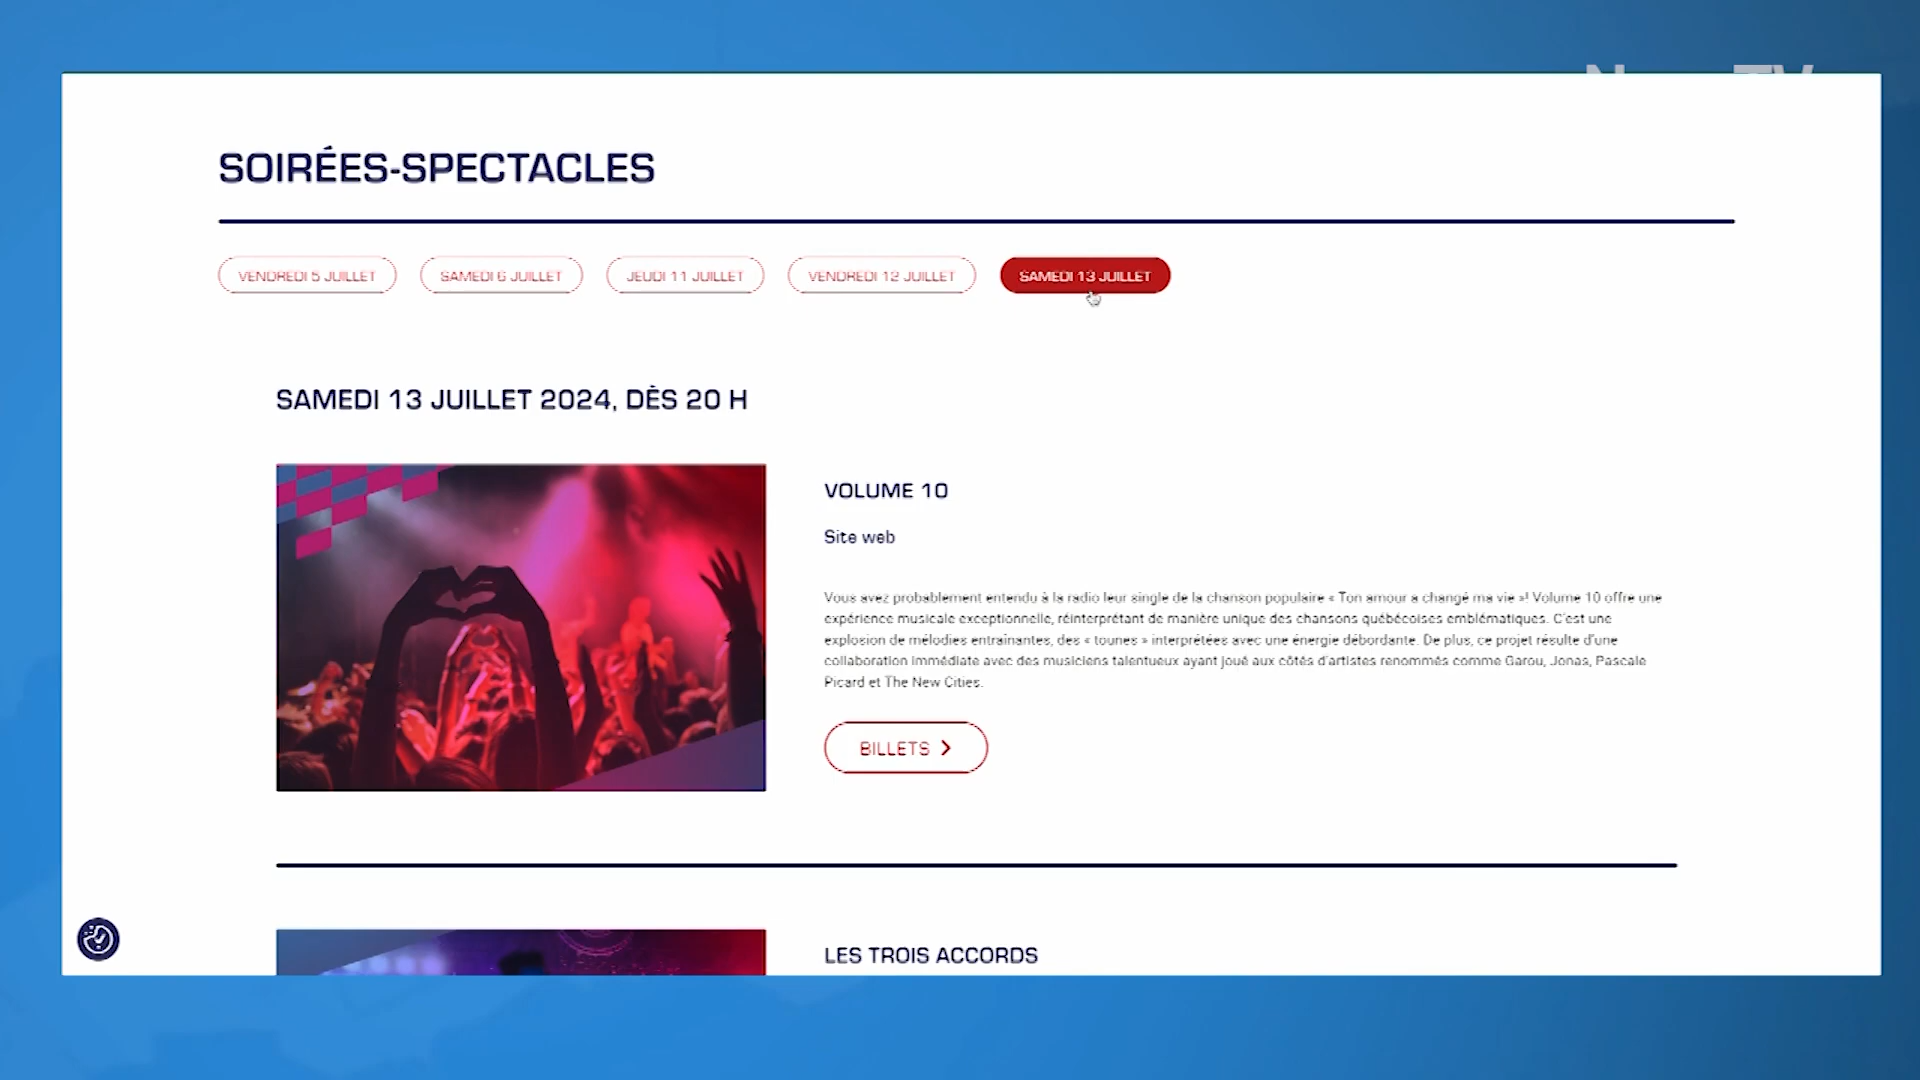 SOIRÉES-SPECTACLES
VENDREDI 5 JUILLET
SAMEDI 6 JUILLET
JEUDI 11 JUILLET
VENDREDI 12 JUILLET
SAMEDI 13 JUILLET
SAMEDI 13 JUILLET 2024, DÈS 20 H
VOLUME 10
Site web
Vous avez probablement entendu à la radio leur single de la chanson populaire « Ton amour a changé ma vie »! Volume 10 offre une
expérience musicale exceptionnelle, réinterprétant de manière unique des chansons québécoises emblématiques. C'est une
explosion de mélodies entraînantes, des « tounes » interprétées avec une énergie débordante. De plus, ce projet résulte d'une
collaboration immédiate avec des musiciens talentueux ayant joué aux côtés d'artistes renommés comme Garou, Jonas, Pascale
Picard et The New Cities.
BILLETS
LES TROIS ACCORDS